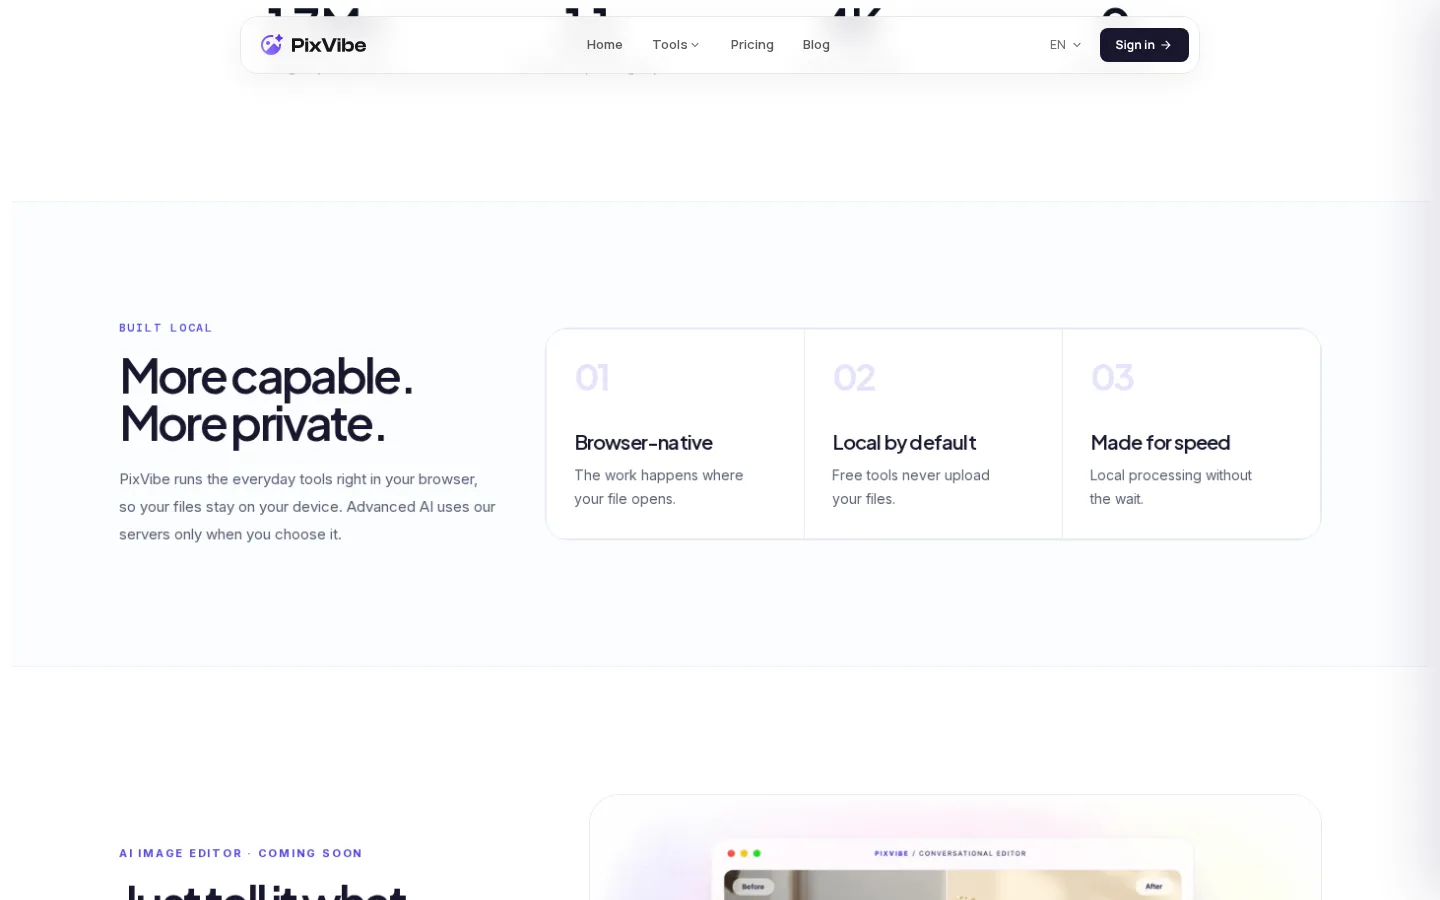 PixVibe
Home
Tools
Pricing
Blog
EN
Sign in →
BUILT LOCAL
More capable.
More private.
PixVibe runs the everyday tools right in your browser,
so your files stay on your device. Advanced AI uses our
servers only when you choose it.
01
Browser-native
The work happens where
your file opens.
02
Local by default
Free tools never upload
your files.
03
Made for speed
Local processing without
the wait.
AI IMAGE EDITOR · COMING SOON
Just tell it what
PIXVIBE / CONVERSATIONAL EDITOR
Before
After